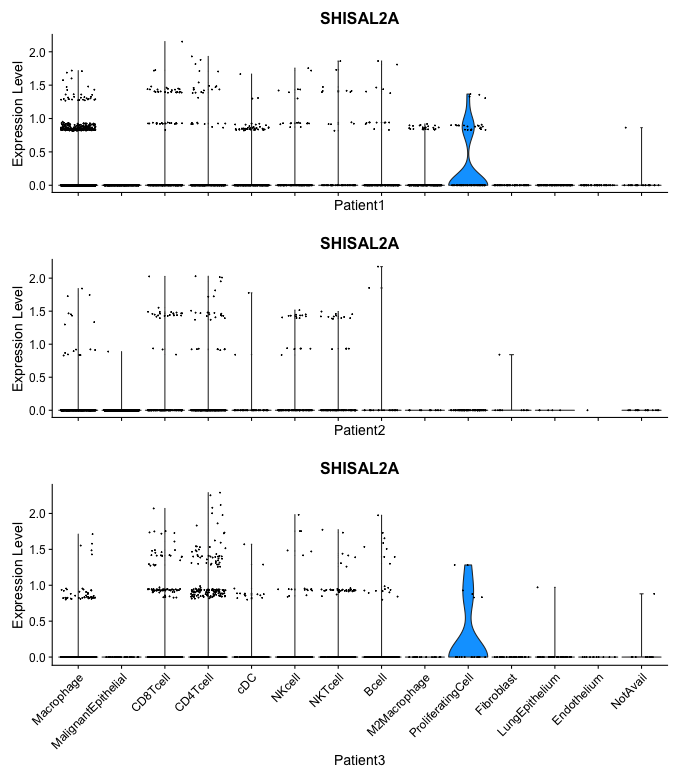 SHISAL2A
Expression Level
2.0
1.5
1.0
0.5
0.0
Patient1
SHISAL2A
Expression Level
2.0
1.5
1.0
0.5
0.0
Patient2
SHISAL2A
Expression Level
2.0
1.5
1.0
0.5
0.0
Macrophage
MalignantEpithelial
CD8Tcell
CD4Tcell
cDC
NKcell
NKTcell
Bcell
M2Macrophage
ProliferatingCell
Fibroblast
LungEpithelium
Endothelium
NotAvail
Patient3